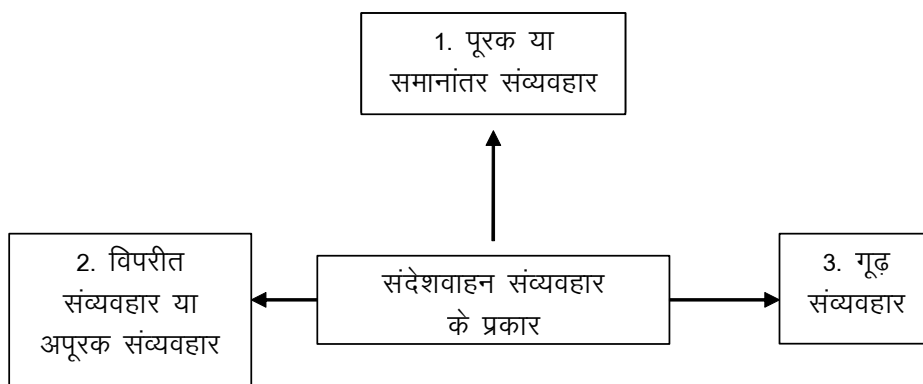 1. पूरक या
समानांतर संव्यवहार
2. विपरीत
संव्यवहार या
अपूरक संव्यवहार
संदेशवाहन संव्यवहार
के प्रकार
3. गूढ़
संव्यवहार